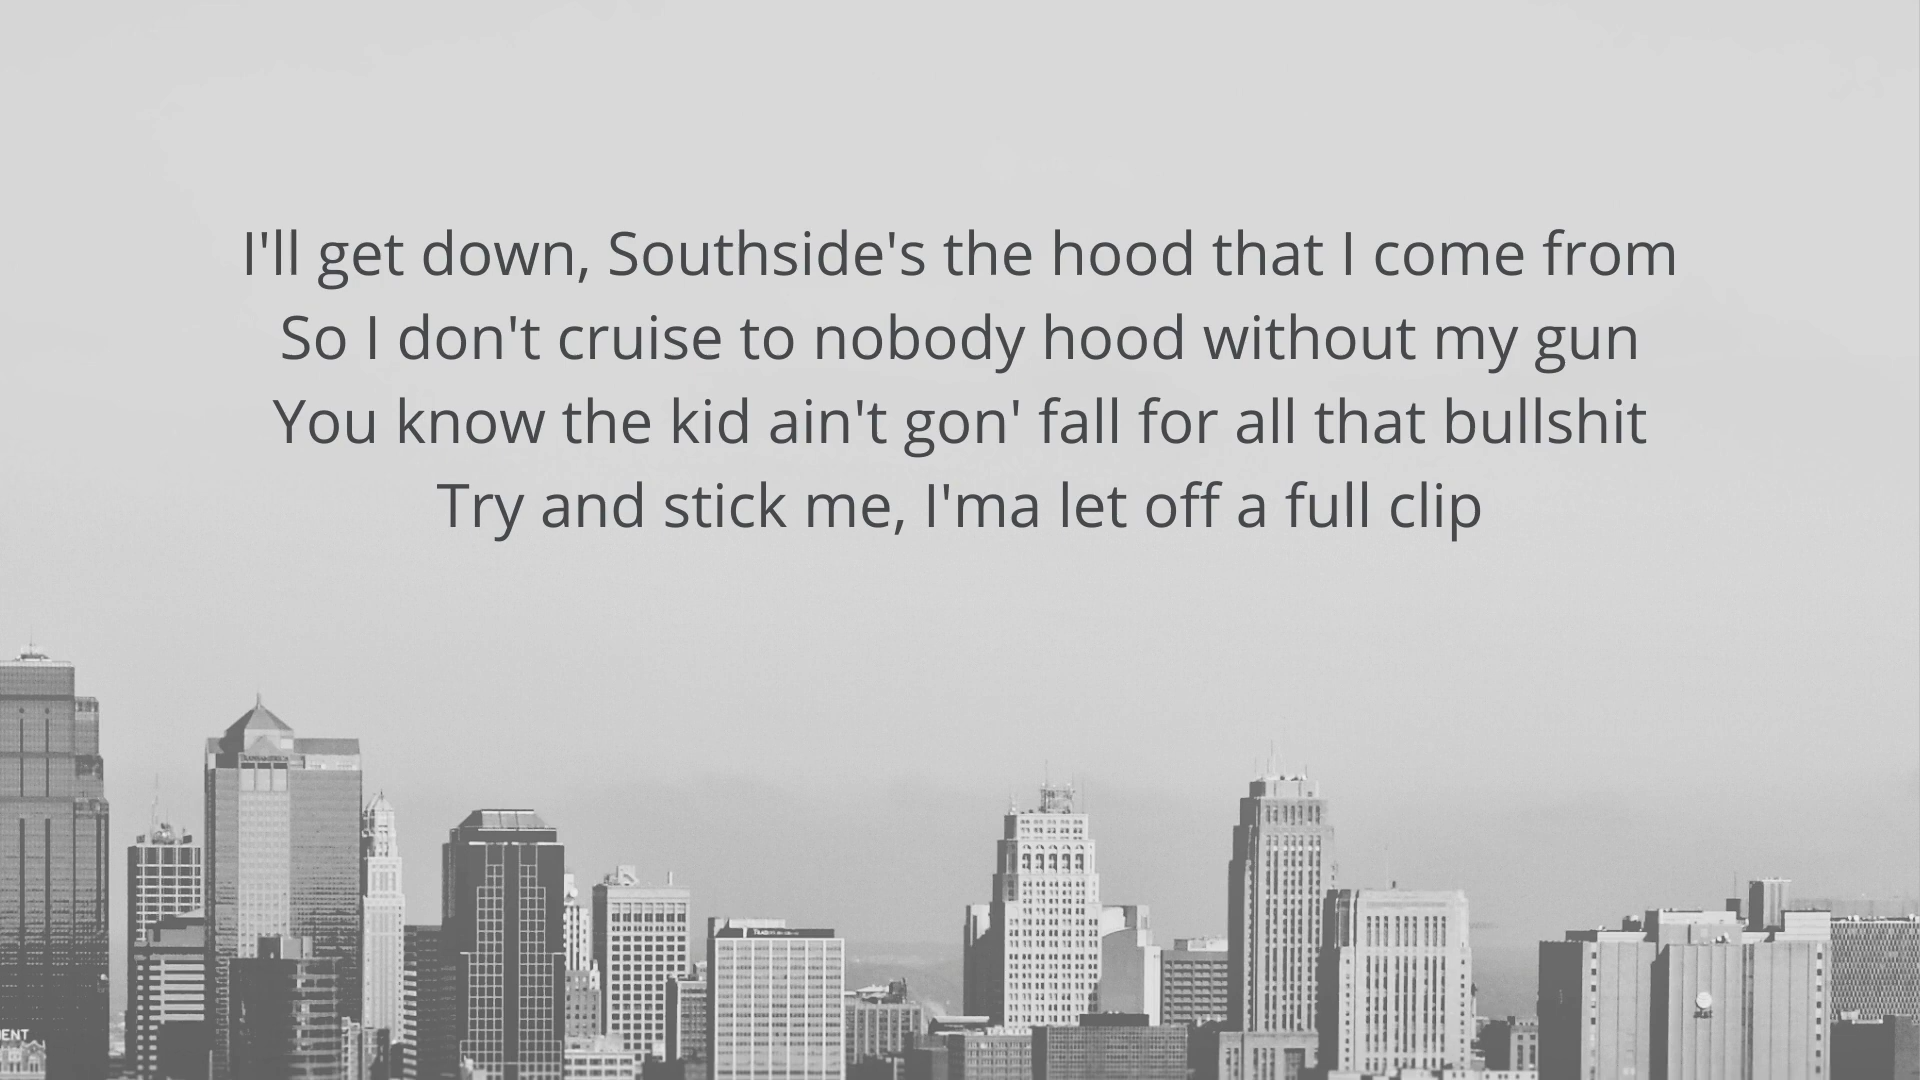 I'll get down, Southside's the hood that I come from
So I don't cruise to nobody hood without my gun
You know the kid ain't gon' fall for all that bullshit
Try and stick me, I'ma let off a full clip
MENT